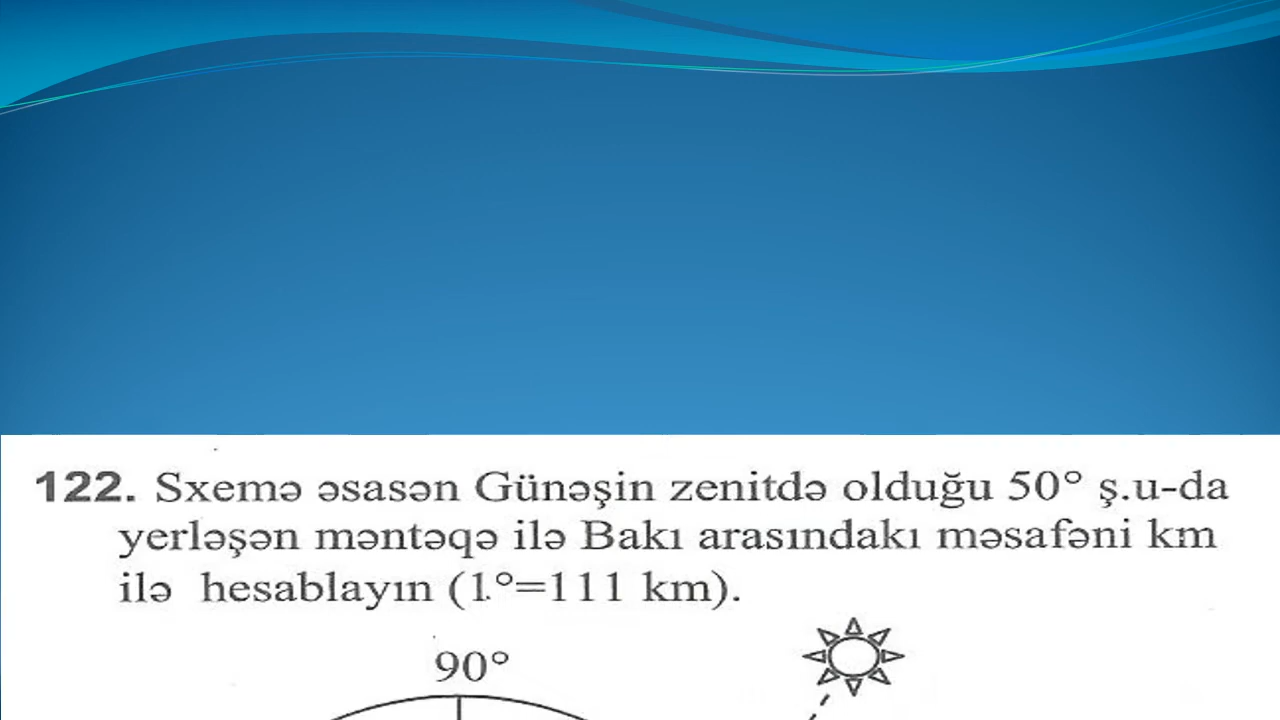 122. Sxemə əsasən Günəşin zenitdə olduğu 50° ş.u-da
yerləşən məntəqə ilə Bakı arasındakı məsafəni km
ilə hesablayın (1°=111 km).
90°